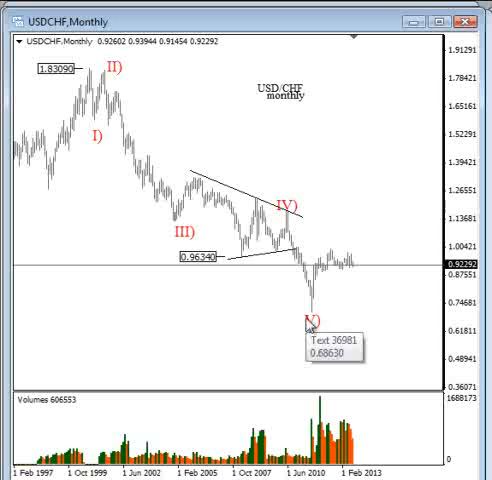 USDCHF,Monthly
USDCHF,Monthly 0.92602 0.93944 0.91454 0.92292
1.91291
1.83090
II)
1.78421
USD/CHF
monthly
1.65161
I)
1.52291
1.39421
1.26551
IV)
1.13681
III)
0.96340
1.00421
0.92292
0.87551
0.74681
V)
0.61811
Text 36981
0.68630
0.48941
0.36071
Volumes 606553
1688173
0
1 Feb 1997 1 Oct 1999 1 Jun 2002 1 Feb 2005 1 Oct 2007 1 Jun 2010 1 Feb 2013